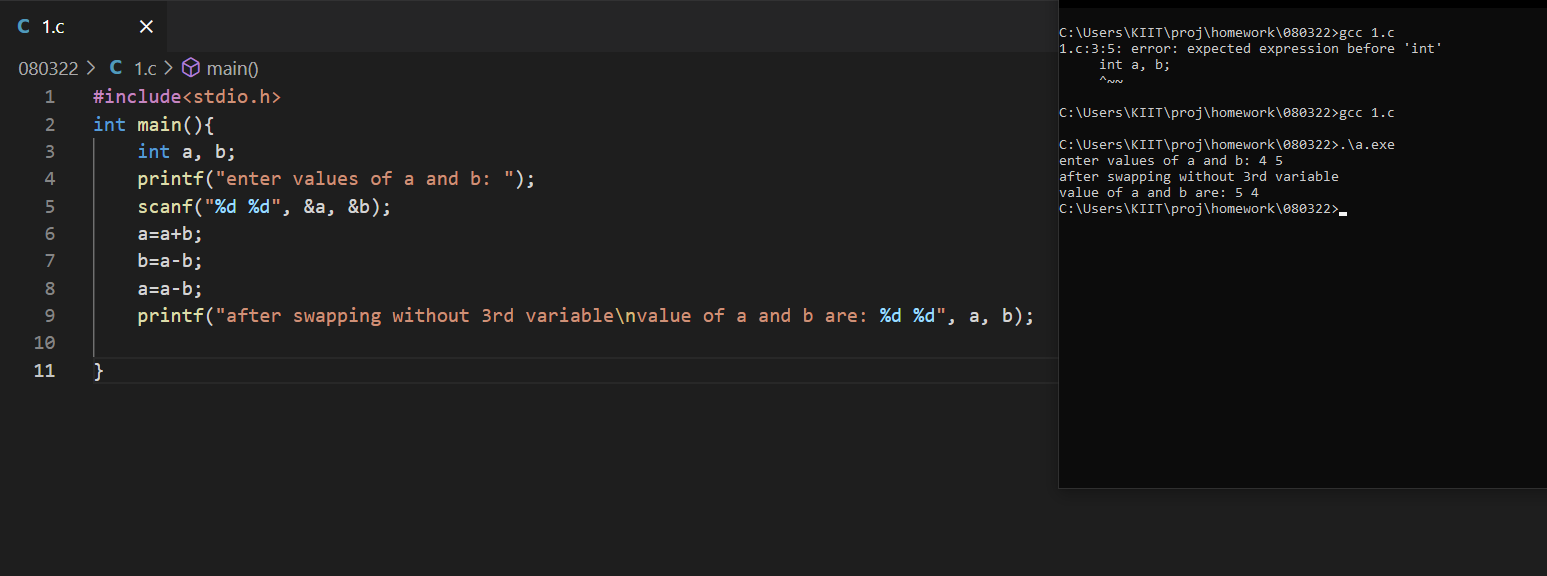 C 1.c ×
080322 > C 1.c > main()
1 #include<stdio.h>
2 int main(){
3 int a, b;
4 printf("enter values of a and b: ");
5 scanf("%d %d", &a, &b);
6 a=a+b;
7 b=a-b;
8 a=a-b;
9 printf("after swapping without 3rd variable\nvalue of a and b are: %d %d", a, b);
10
11 }
C:\Users\KIIT\proj\homework\080322>gcc 1.c
1.c:3:5: error: expected expression before 'int'
int a, b;
^~~
C:\Users\KIIT\proj\homework\080322>gcc 1.c
C:\Users\KIIT\proj\homework\080322>.\a.exe
enter values of a and b: 4 5
after swapping without 3rd variable
value of a and b are: 5 4
C:\Users\KIIT\proj\homework\080322>